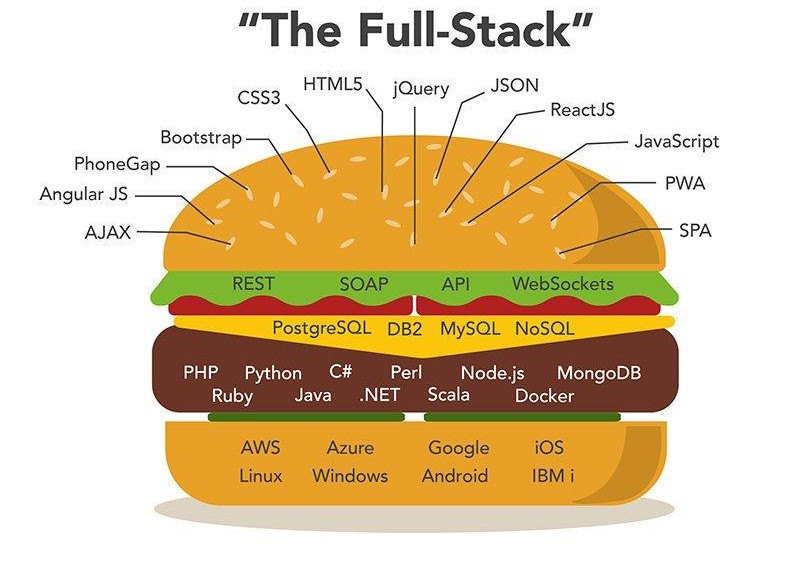 “The Full-Stack”
HTML5 jQuery JSON
CSS3 ReactJS
Bootstrap JavaScript
PhoneGap PWA
Angular JS
AJAX SPA
REST SOAP API WebSockets
PostgreSQL DB2 MySQL NoSQL
PHP Python C# Perl Node.js MongoDB
Ruby Java .NET Scala Docker
AWS Azure Google iOS
Linux Windows Android IBM i